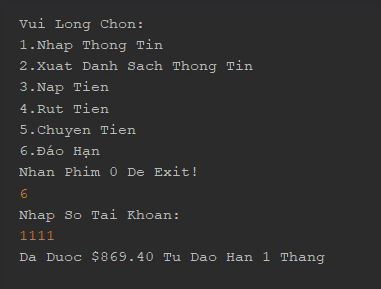 Vui Long Chon:
1.Nhap Thong Tin
2.Xuat Danh Sach Thong Tin
3.Nap Tien
4.Rut Tien
5.Chuyen Tien
6.Đáo Hạn
Nhan Phim 0 De Exit!
6
Nhap So Tai Khoan:
1111
Da Duoc $869.40 Tu Dao Han 1 Thang